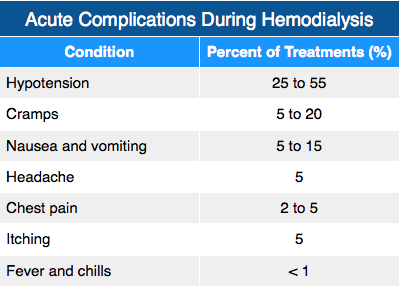 Acute Complications During Hemodialysis
Condition Percent of Treatments (%)
Hypotension 25 to 55
Cramps 5 to 20
Nausea and vomiting 5 to 15
Headache 5
Chest pain 2 to 5
Itching 5
Fever and chills < 1